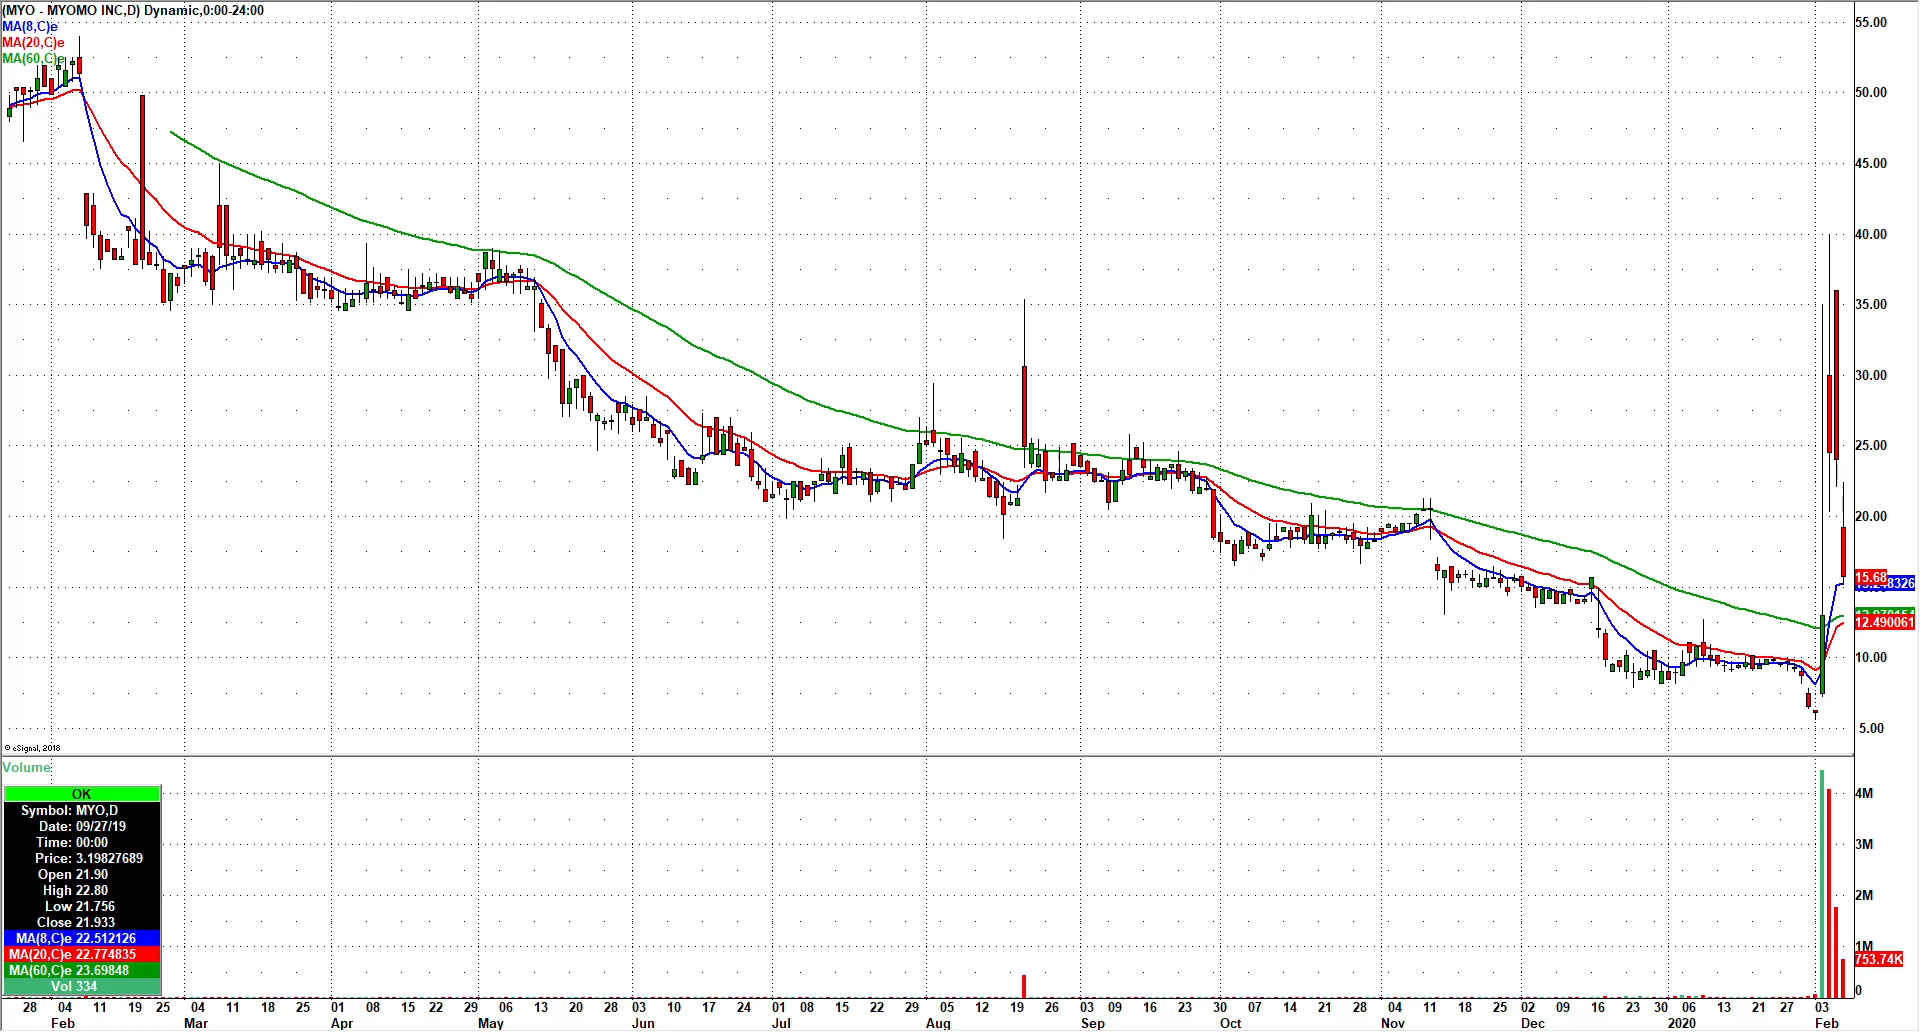 (MYO - MYOMO INC,D) Dynamic,0:00-24:00
MA(8,C)e
MA(20,C)e
MA(60,C)e
55.00
50.00
45.00
40.00
35.00
30.00
25.00
20.00
15.68
12.490061
10.00
5.00
© eSignal, 2018
Volume
OK
Symbol: MYO,D
Date: 09/27/19
Time: 00:00
Price: 3.19827689
Open 21.90
High 22.80
Low 21.756
Close 21.933
MA(8,C)e 22.512126
MA(20,C)e 22.774835
MA(60,C)e 23.69848
Vol 334
4M
3M
2M
1M
753.74K
0
28 04 11 19 25 04 11 18 25 01 08 15 22 29 06 13 20 28 03 10 17 24 01 08 15 22 29 05 12 19 26 03 09 16 23 30 07 14 21 28 04 11 18 25 02 09 16 23 30 06 13 21 27 03
Feb Mar Apr May Jun Jul Aug Sep Oct Nov Dec 2020 Feb